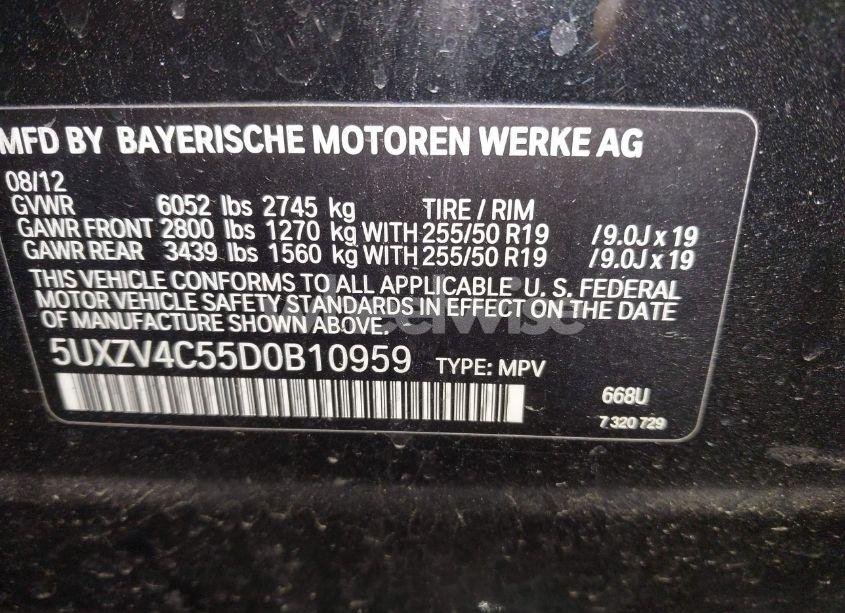 MFD BY BAYERISCHE MOTOREN WERKE AG
08/12
GVWR 6052 lbs 2745 kg TIRE / RIM
GAWR FRONT 2800 lbs 1270 kg WITH 255/50 R19 /9.0J x 19
GAWR REAR 3439 lbs 1560 kg WITH 255/50 R19 /9.0J x 19
THIS VEHICLE CONFORMS TO ALL APPLICABLE U. S. FEDERAL
MOTOR VEHICLE SAFETY STANDARDS IN EFFECT ON THE DATE
OF MANUFACTURE SHOWN ABOVE.
5UXZV4C55D0B10959 TYPE: MPV
668U
7 320 729